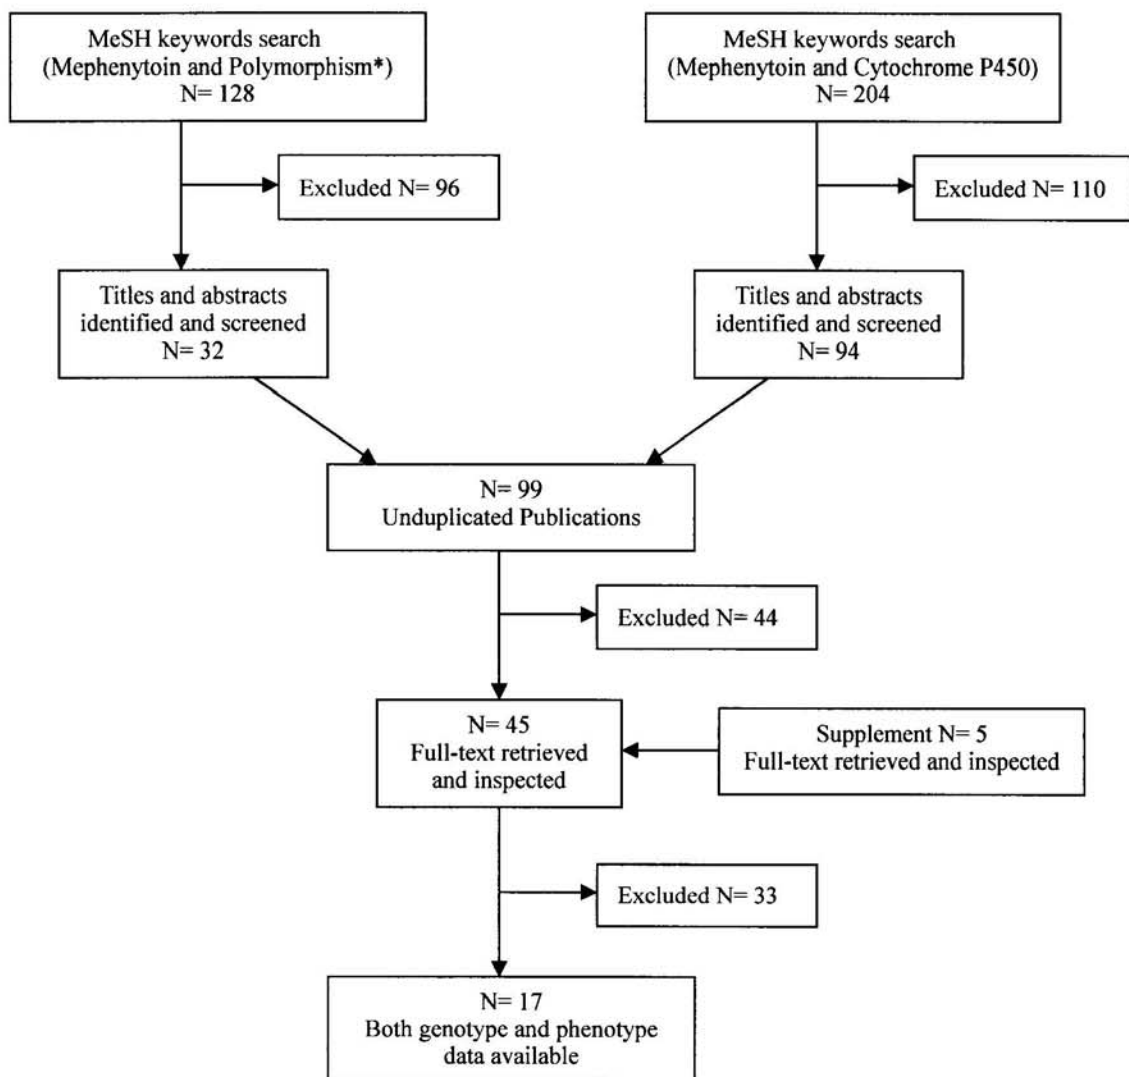 MeSH keywords search
(Mephenytoin and Polymorphism*)
N= 128
MeSH keywords search
(Mephenytoin and Cytochrome P450)
N= 204
Excluded N= 96
Excluded N= 110
Titles and abstracts
identified and screened
N= 32
Titles and abstracts
identified and screened
N= 94
N= 99
Unduplicated Publications
Excluded N= 44
N= 45
Full-text retrieved
and inspected
Supplement N= 5
Full-text retrieved and inspected
Excluded N= 33
N= 17
Both genotype and phenotype
data available